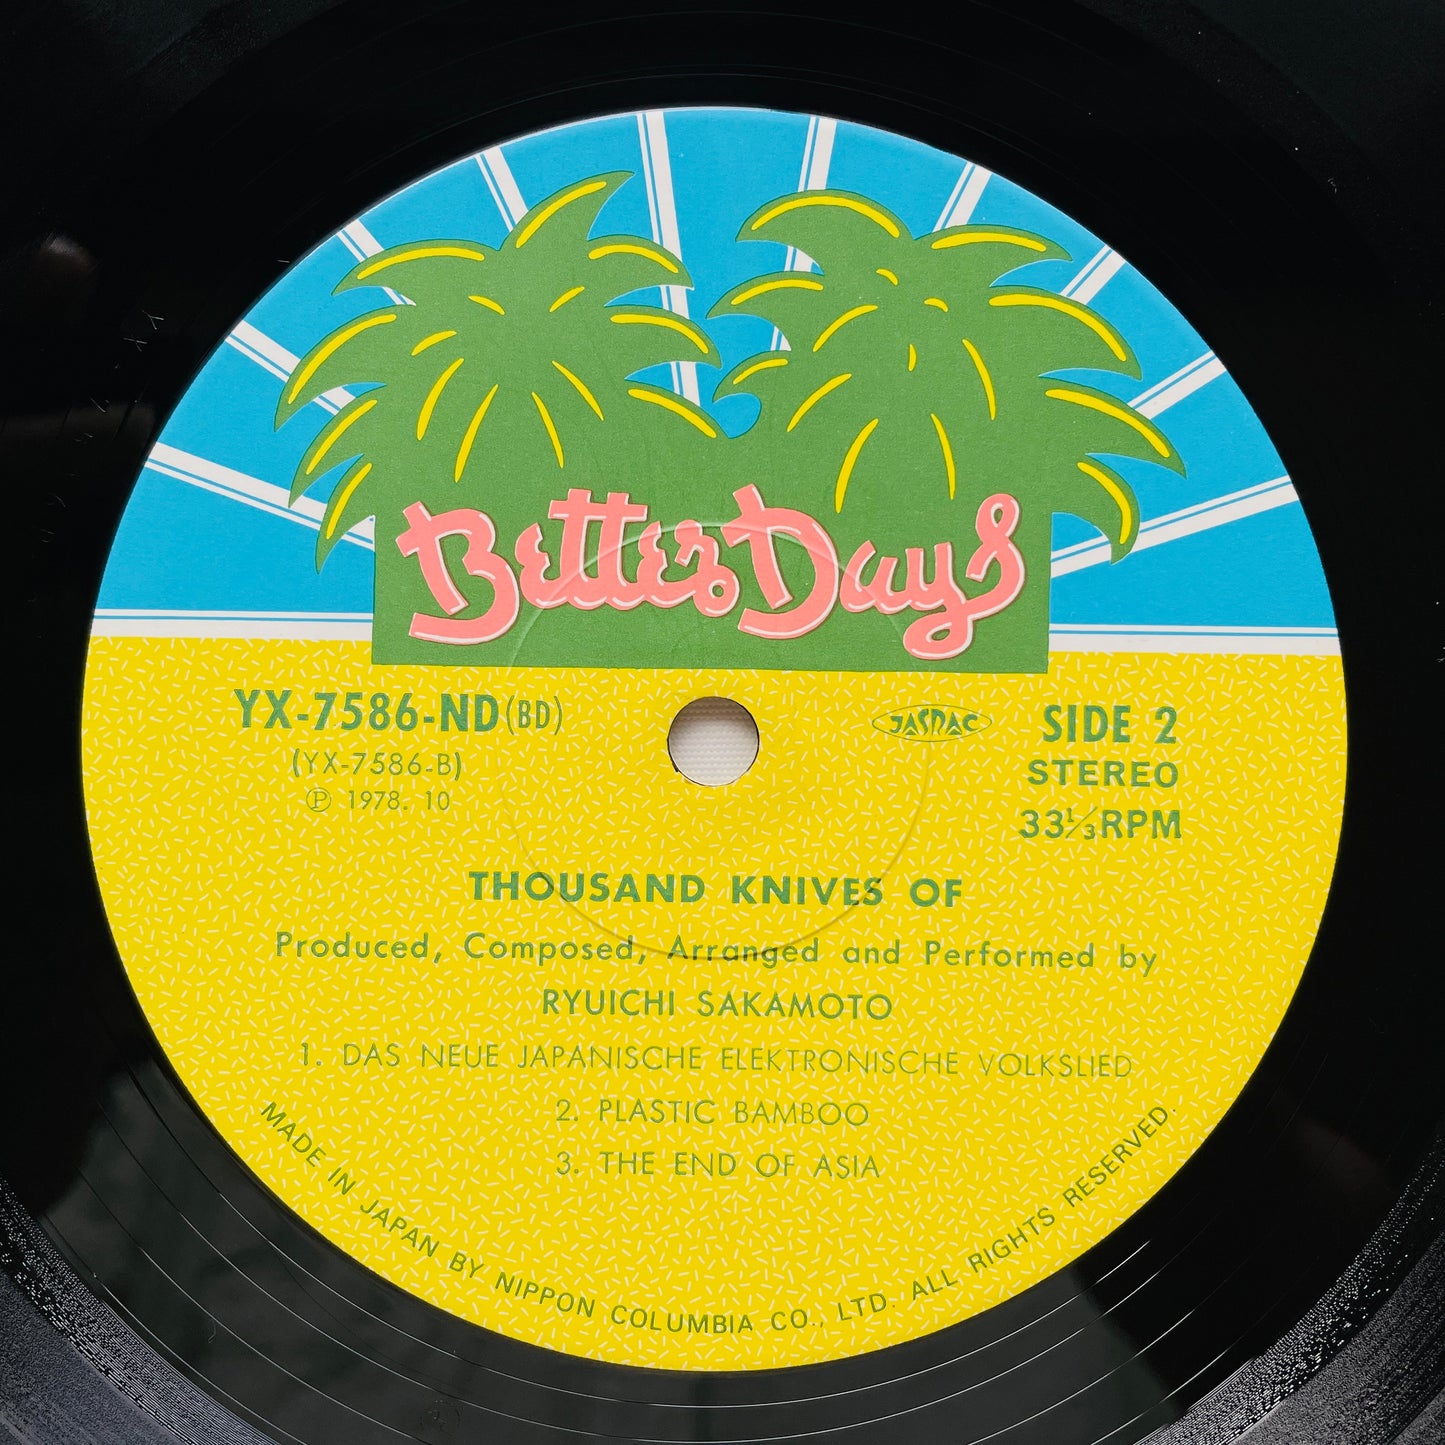 Better Days
YX-7586-ND(BD)
(YX-7586-B)
Ⓟ 1978. 10
JASRAC
SIDE 2
STEREO
33⅓RPM
THOUSAND KNIVES OF
Produced, Composed, Arranged and Performed by
RYUICHI SAKAMOTO
1. DAS NEUE JAPANISCHE ELEKTRONISCHE VOLKSLIED
2. PLASTIC BAMBOO
3. THE END OF ASIA
MADE IN JAPAN BY NIPPON COLUMBIA CO., LTD. ALL RIGHTS RESERVED.